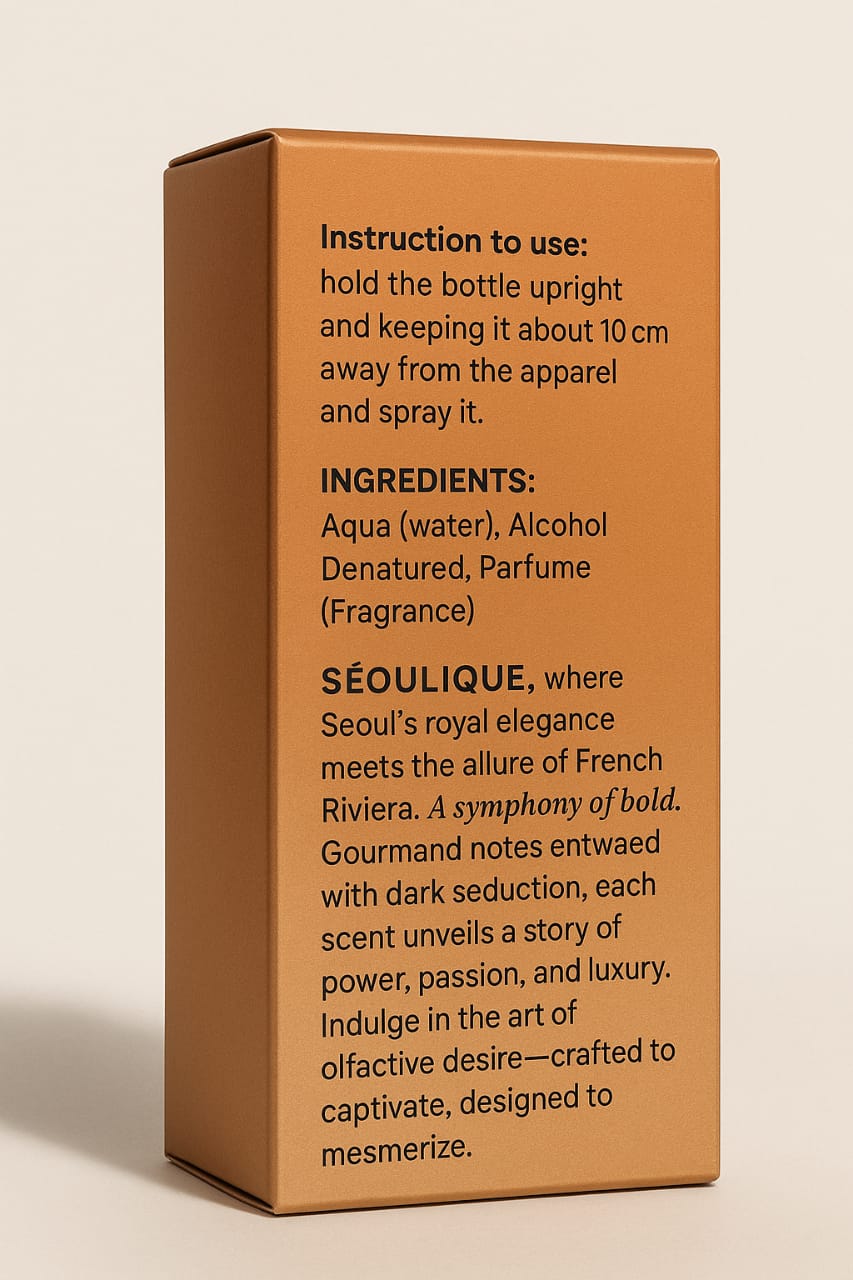 Instruction to use:
hold the bottle upright
and keeping it about 10 cm
away from the apparel
and spray it.
INGREDIENTS:
Aqua (water), Alcohol
Denatured, Parfume
(Fragrance)
SÉOULIQUE, where
Seoul’s royal elegance
meets the allure of French
Riviera. A symphony of bold.
Gourmand notes entwaed
with dark seduction, each
scent unveils a story of
power, passion, and luxury.
Indulge in the art of
olfactive desire—crafted to
captivate, designed to
mesmerize.